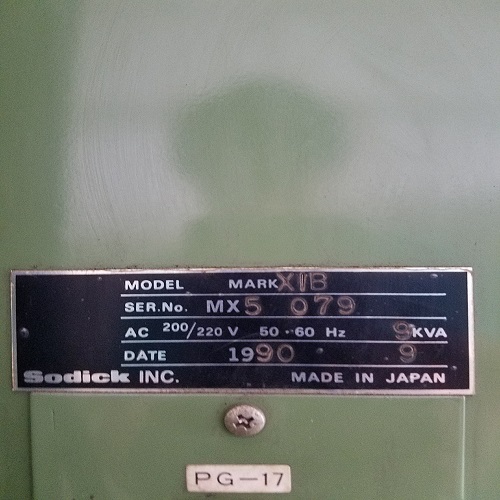 MODEL MARK XIB
SER.No. MX5 079
AC 200/220 V 50·60 Hz 9 KVA
DATE 1990 9
Sodick INC. MADE IN JAPAN
PG-17